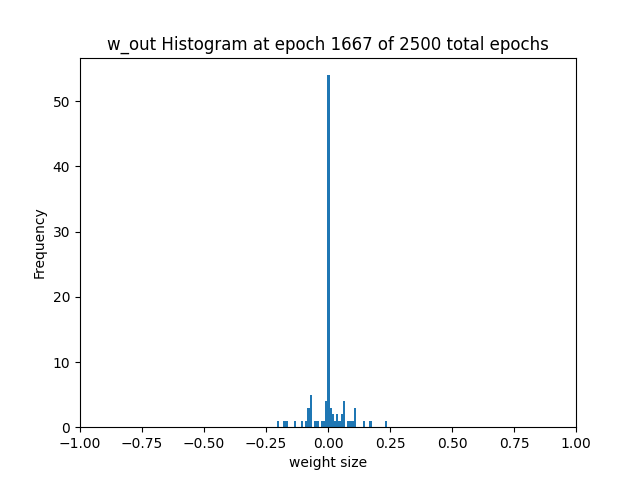 w_out Histogram at epoch 1667 of 2500 total epochs
Frequency
50
40
30
20
10
0
−1.00 −0.75 −0.50 −0.25 0.00 0.25 0.50 0.75 1.00
weight size